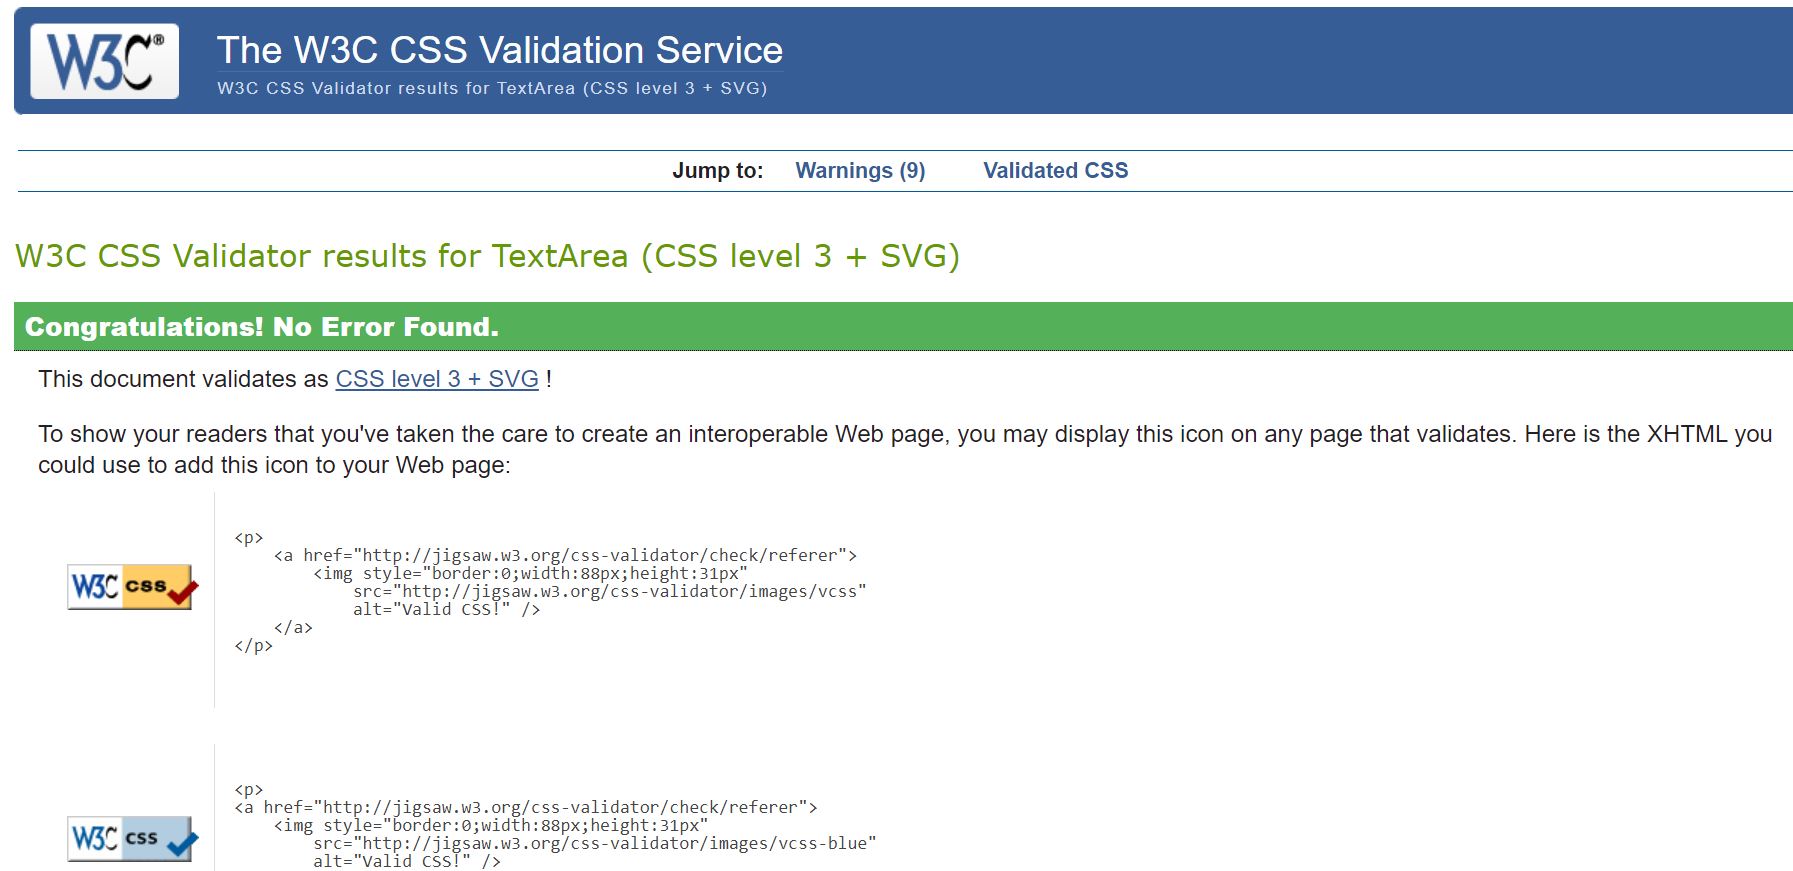 W3C®
The W3C CSS Validation Service
W3C CSS Validator results for TextArea (CSS level 3 + SVG)
Jump to: Warnings (9) Validated CSS
W3C CSS Validator results for TextArea (CSS level 3 + SVG)
Congratulations! No Error Found.
This document validates as CSS level 3 + SVG !
To show your readers that you've taken the care to create an interoperable Web page, you may display this icon on any page that validates. Here is the XHTML you
could use to add this icon to your Web page:
W3C css
<p>
    <a href="http://jigsaw.w3.org/css-validator/check/referer">
        <img style="border:0;width:88px;height:31px"
            src="http://jigsaw.w3.org/css-validator/images/vcss"
            alt="Valid CSS!" />
    </a>
</p>
W3C css
<p>
<a href="http://jigsaw.w3.org/css-validator/check/referer">
    <img style="border:0;width:88px;height:31px"
        src="http://jigsaw.w3.org/css-validator/images/vcss-blue"
        alt="Valid CSS!" />